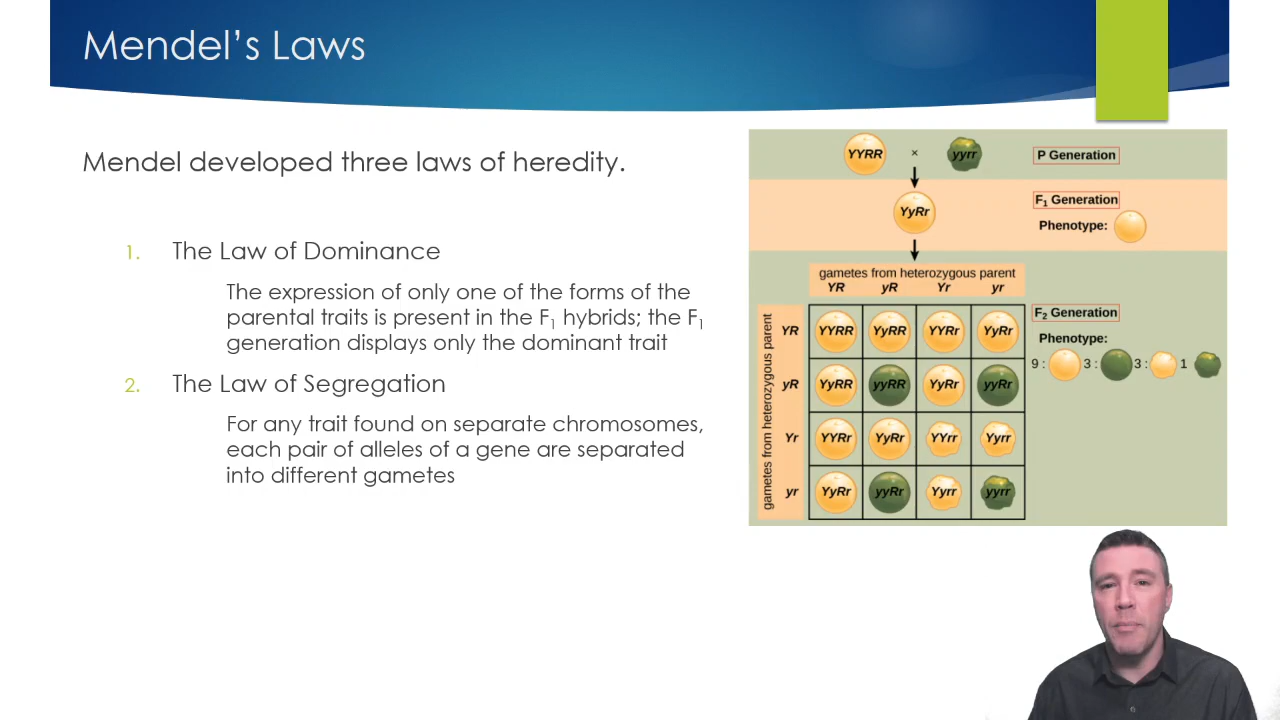 Mendel’s Laws
Mendel developed three laws of heredity.
1. The Law of Dominance
The expression of only one of the forms of the
parental traits is present in the F₁ hybrids; the F₁
generation displays only the dominant trait
2. The Law of Segregation
For any trait found on separate chromosomes,
each pair of alleles of a gene are separated
into different gametes
YYRR × yyrr P Generation
YyRr F₁ Generation
Phenotype:
gametes from heterozygous parent
YR yR Yr yr
gametes from heterozygous parent
YR YYRR YyRR YYRr YyRr
yR YyRR yyRR YyRr yyRr
Yr YYRr YyRr YYrr Yyrr
yr YyRr yyRr Yyrr yyrr
F₂ Generation
Phenotype:
9 : 3 : 3 : 1